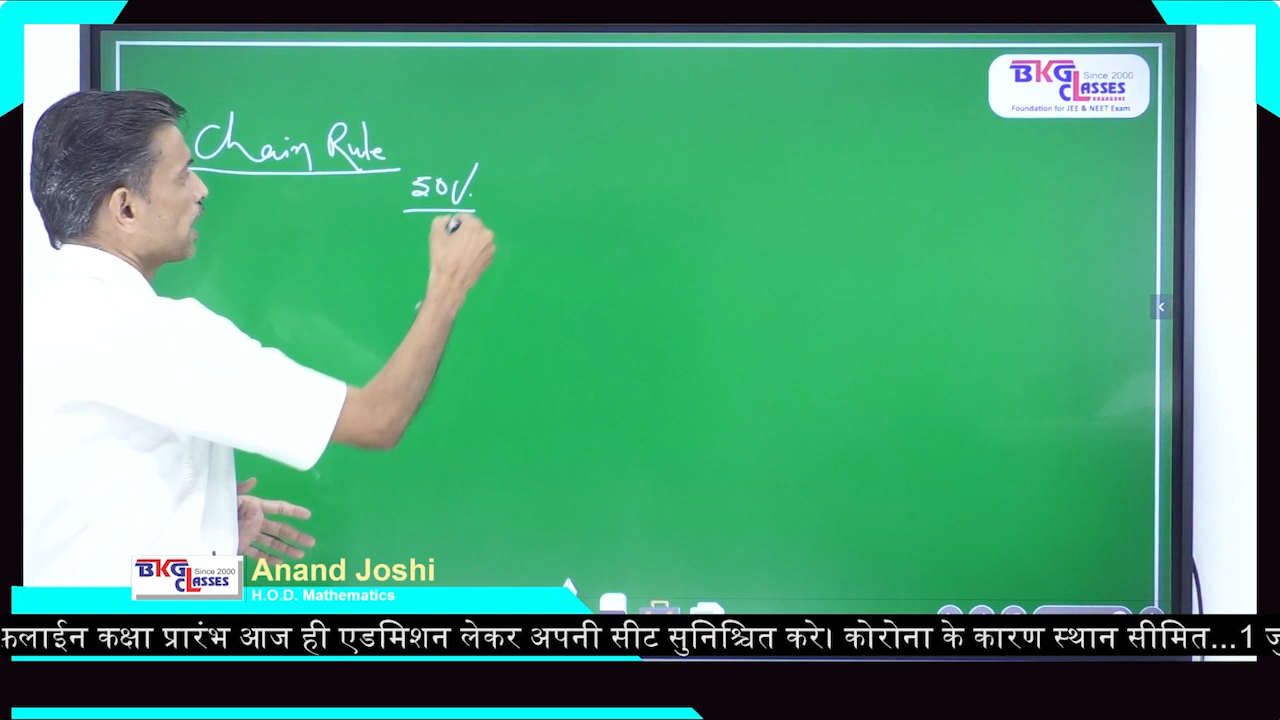 BKG CLASSES Since 2000
KHARGONE
Foundation for JEE & NEET Exam
Chain Rule
50%
BKG CLASSES Since 2000
Anand Joshi
H.O.D. Mathematics
फ़लाईन कक्षा प्रारंभ आज ही एडमिशन लेकर अपनी सीट सुनिश्चित करे। कोरोना के कारण स्थान सीमित...1 जु